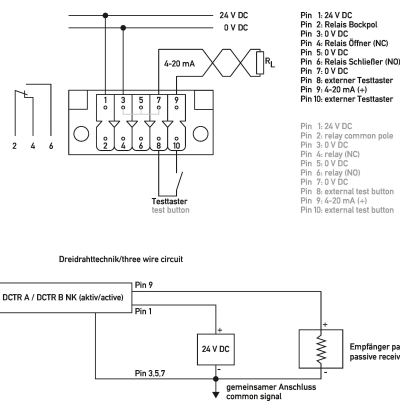 24 V DC
0 V DC
4-20 mA
R_L
1 3 5 7 9
2 4 6 8 10
2 4 6
Testtaster
test button
Pin 1: 24 V DC
Pin 2: Relais Bockpol
Pin 3: 0 V DC
Pin 4: Relais Öffner (NC)
Pin 5: 0 V DC
Pin 6: Relais Schließer (NO)
Pin 7: 0 V DC
Pin 8: externer Testtaster
Pin 9: 4-20 mA (+)
Pin 10: externer Testtaster
Pin 1: 24 V DC
Pin 2: relay common pole
Pin 3: 0 V DC
Pin 4: relay (NC)
Pin 5: 0 V DC
Pin 6: relay (NO)
Pin 7: 0 V DC
Pin 8: external test button
Pin 9: 4-20 mA (+)
Pin 10: external test button
Dreidrahttechnik/three wire circuit
DCTR A / DCTR B NK (aktiv/active)
Pin 9
Pin 1
+
24 V DC
-
+
-
Empfänger pa
passive receiv
Pin 3,5,7
gemeinsamer Anschluss
common signal